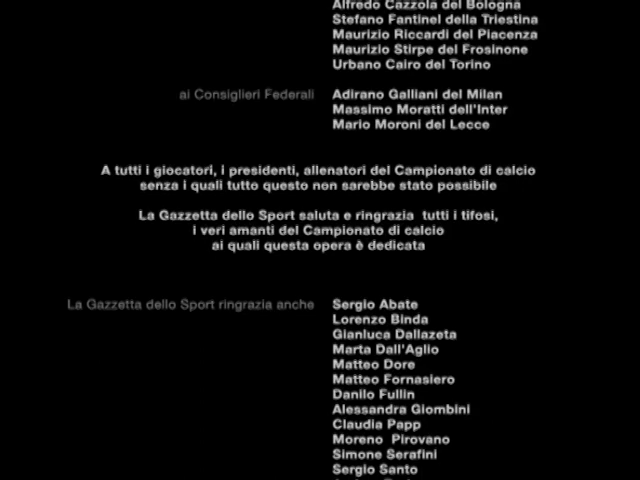 Alfredo Cazzola del Bologna
Stefano Fantinel della Triestina
Maurizio Riccardi del Piacenza
Maurizio Stirpe del Frosinone
Urbano Cairo del Torino
ai Consiglieri Federali Adirano Galliani del Milan
Massimo Moratti dell'Inter
Mario Moroni del Lecce
A tutti i giocatori, i presidenti, allenatori del Campionato di calcio
senza i quali tutto questo non sarebbe stato possibile
La Gazzetta dello Sport saluta e ringrazia tutti i tifosi,
i veri amanti del Campionato di calcio
ai quali questa opera è dedicata
La Gazzetta dello Sport ringrazia anche Sergio Abate
Lorenzo Binda
Gianluca Dallazeta
Marta Dall'Aglio
Matteo Dore
Matteo Fornasiero
Danilo Fullin
Alessandra Giombini
Claudia Papp
Moreno Pirovano
Simone Serafini
Sergio Santo